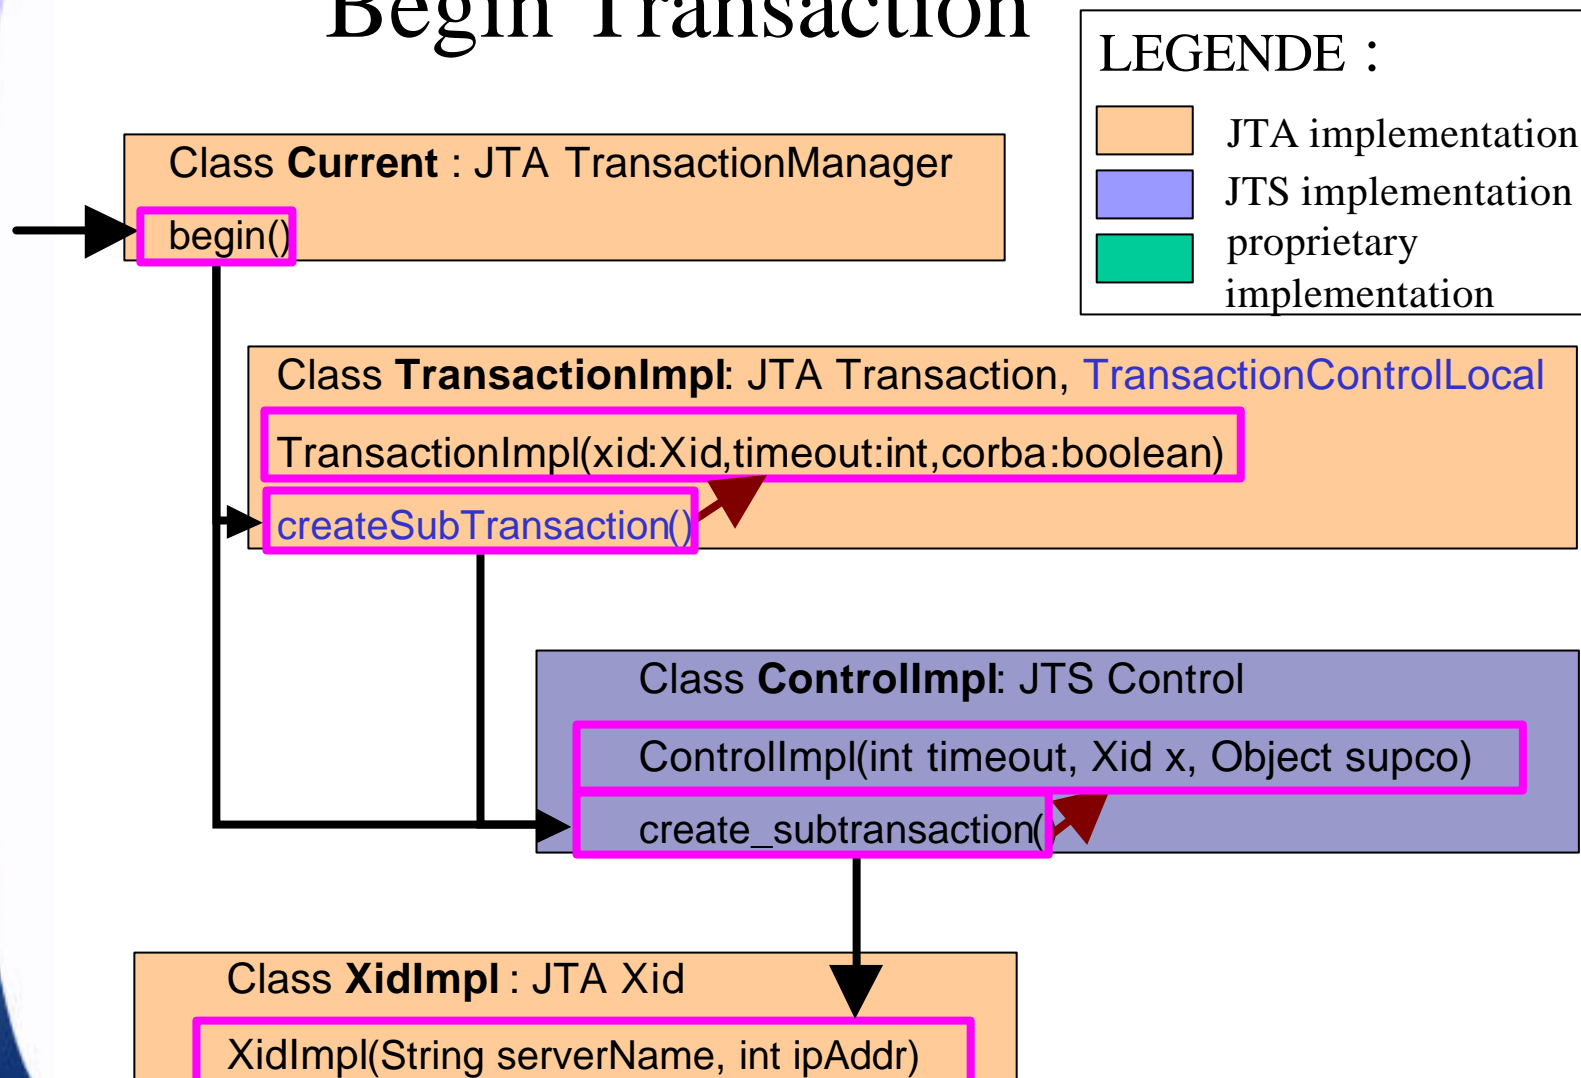 Begin Transaction
LEGENDE :
JTA implementation
JTS implementation
proprietary
implementation
Class Current : JTA TransactionManager
begin()
Class TransactionImpl: JTA Transaction, TransactionControlLocal
TransactionImpl(xid:Xid,timeout:int,corba:boolean)
createSubTransaction()
Class ControlImpl: JTS Control
ControlImpl(int timeout, Xid x, Object supco)
create_subtransaction()
Class XidImpl : JTA Xid
XidImpl(String serverName, int ipAddr)